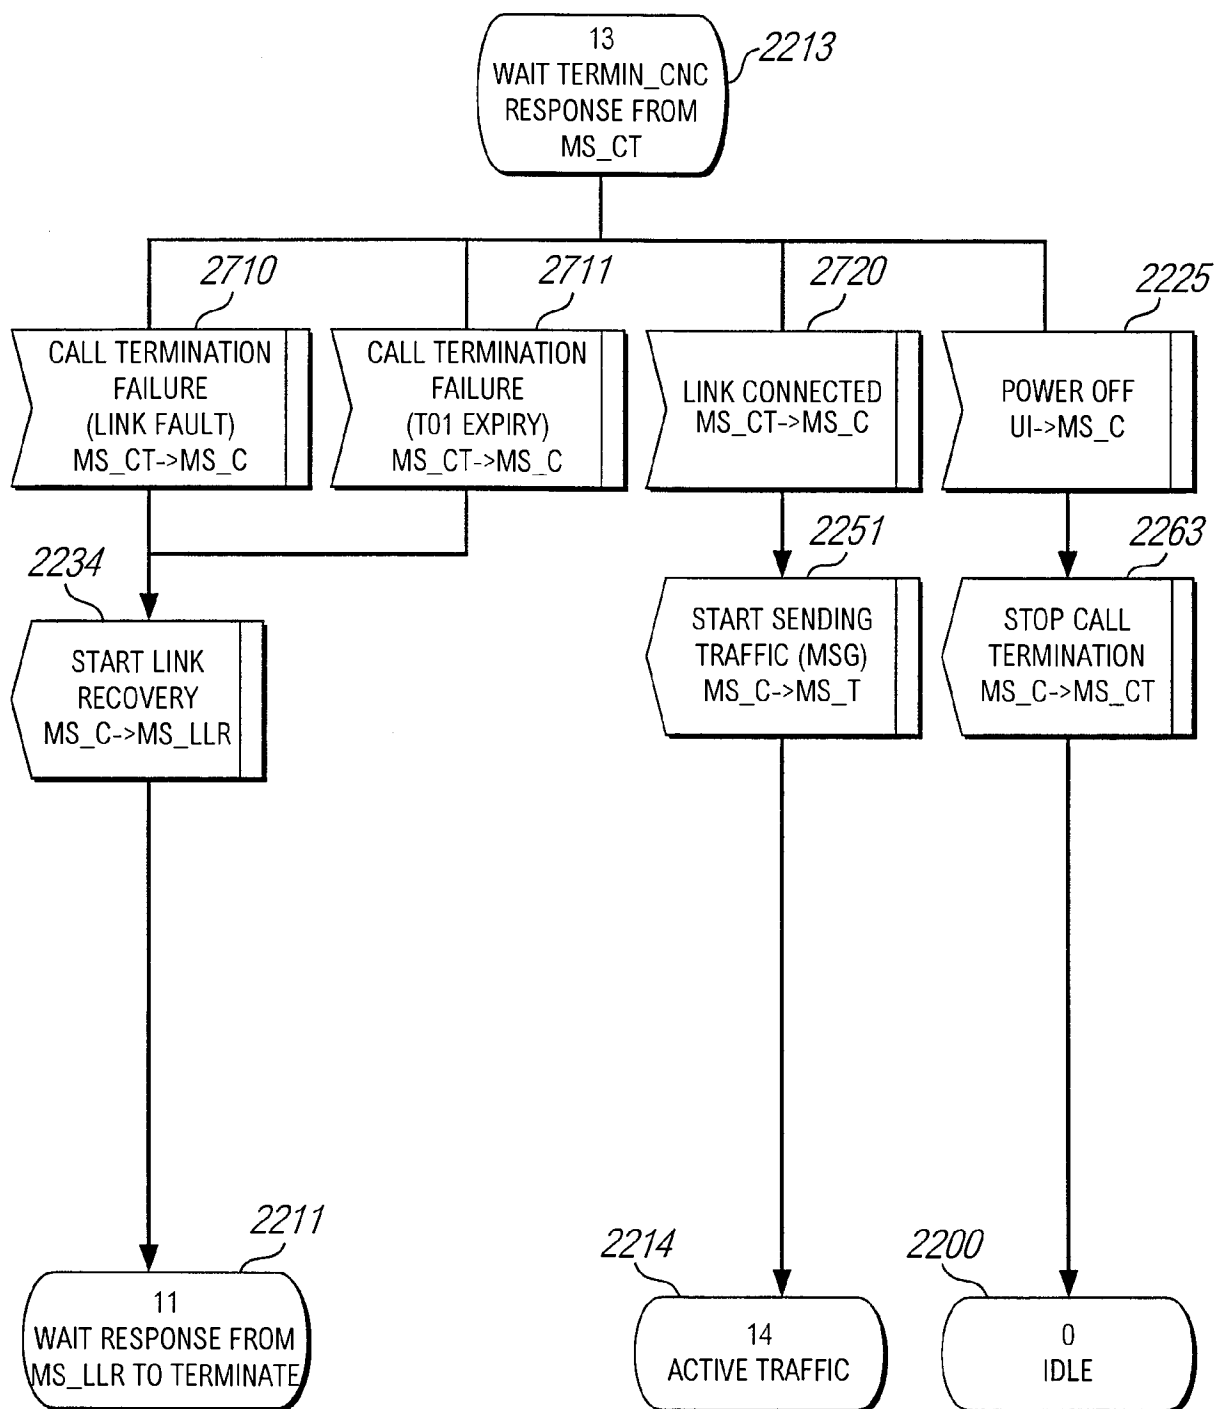 13
WAIT TERMIN_CNC
RESPONSE FROM
MS_CT
2213
2710
CALL TERMINATION
FAILURE
(LINK FAULT)
MS_CT->MS_C
2711
CALL TERMINATION
FAILURE
(T01 EXPIRY)
MS_CT->MS_C
2720
LINK CONNECTED
MS_CT->MS_C
2225
POWER OFF
UI->MS_C
2234
START LINK
RECOVERY
MS_C->MS_LLR
2251
START SENDING
TRAFFIC (MSG)
MS_C->MS_T
2263
STOP CALL
TERMINATION
MS_C->MS_CT
2211
11
WAIT RESPONSE FROM
MS_LLR TO TERMINATE
2214
14
ACTIVE TRAFFIC
2200
0
IDLE